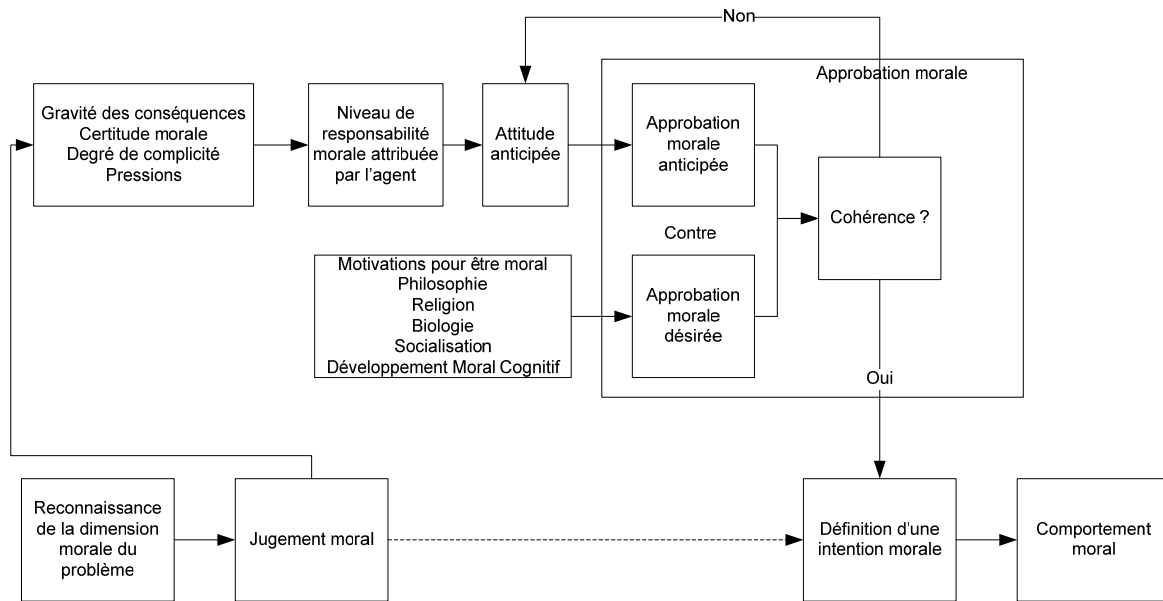 Non
Approbation morale
Gravité des conséquences
Certitude morale
Degré de complicité
Pressions
Niveau de
responsabilité
morale attribuée
par l'agent
Attitude
anticipée
Approbation
morale
anticipée
Cohérence ?
Contre
Motivations pour être moral
Philosophie
Religion
Biologie
Socialisation
Développement Moral Cognitif
Approbation
morale
désirée
Oui
Reconnaissance
de la dimension
morale du
problème
Jugement moral
Définition d'une
intention morale
Comportement
moral